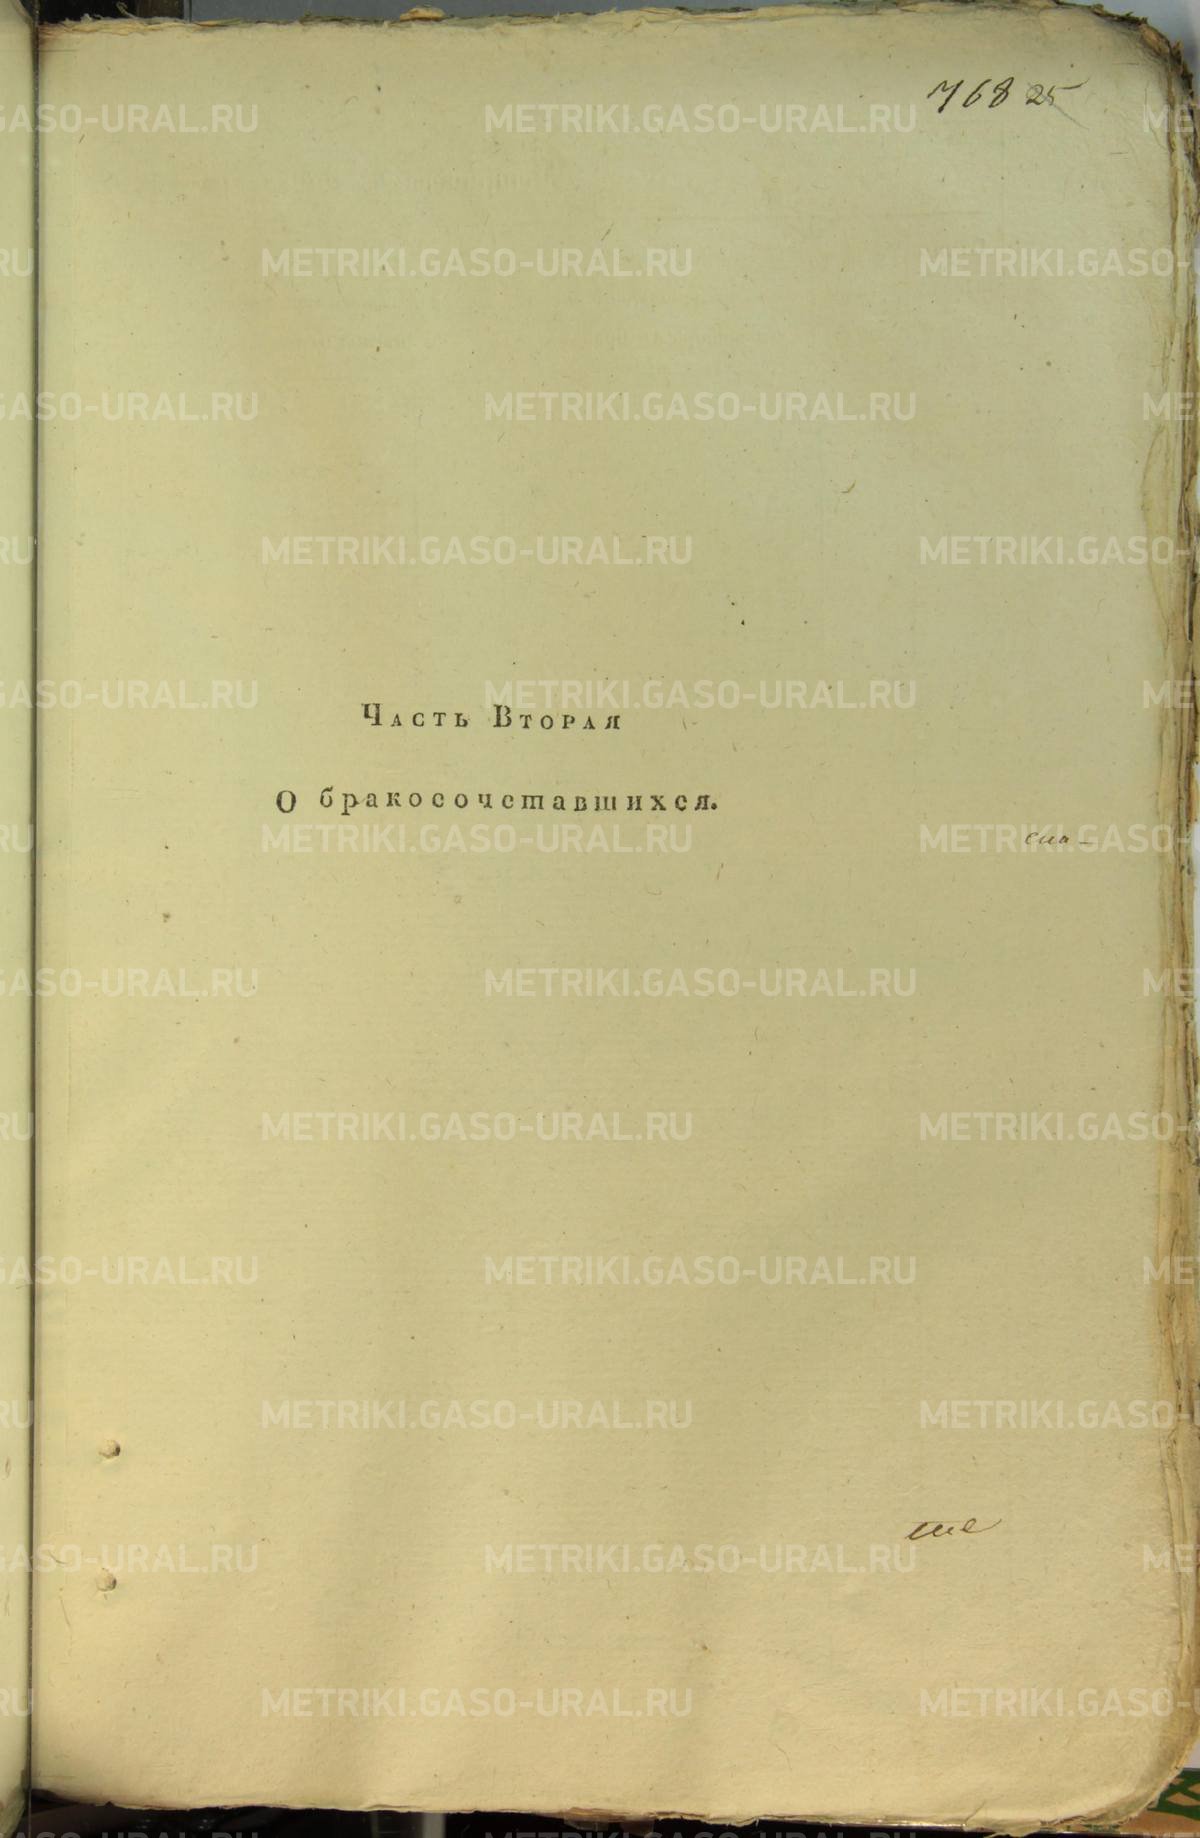 768 25
Часть Вторая
О бракосочетавшихся.